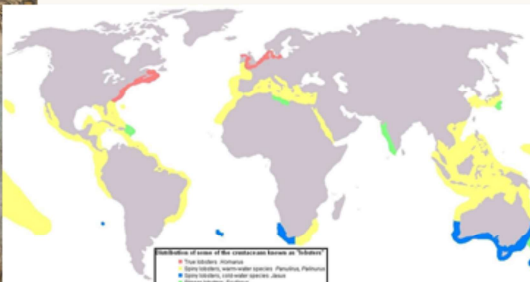 Distribution of some of the crustaceans known as "lobsters"
True lobsters: Homarus
Spiny lobsters, warm-water species: Panulirus, Palinurus
Spiny lobsters, cold-water species: Jasus